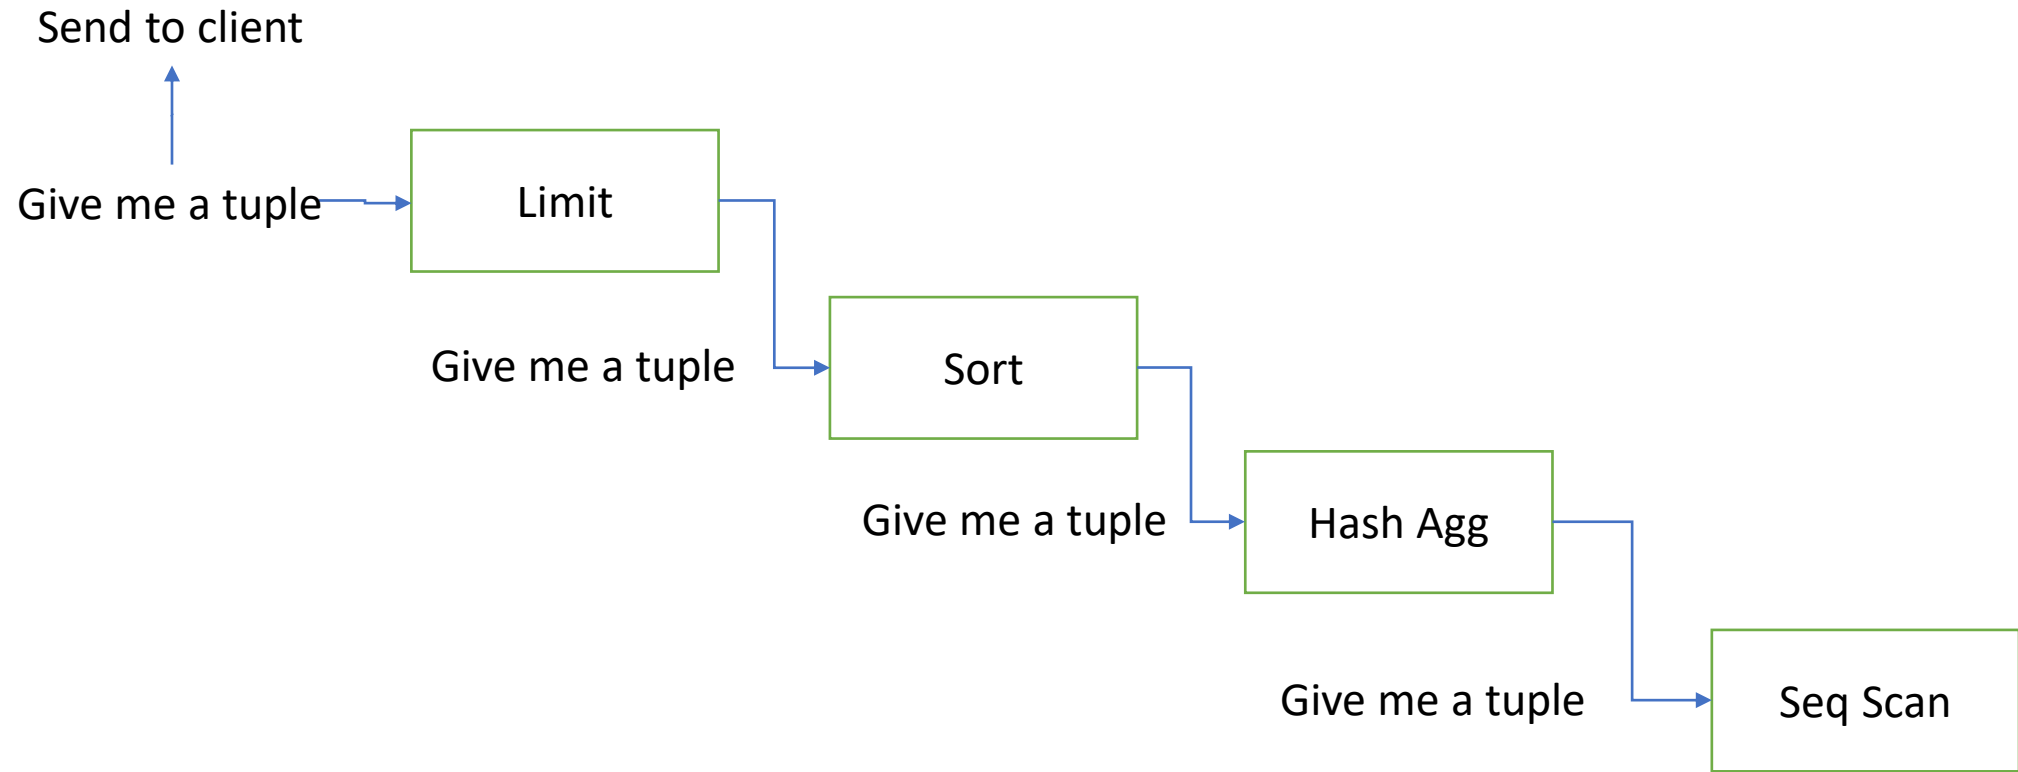 Send to client
Give me a tuple
Limit
Give me a tuple
Sort
Give me a tuple
Hash Agg
Give me a tuple
Seq Scan